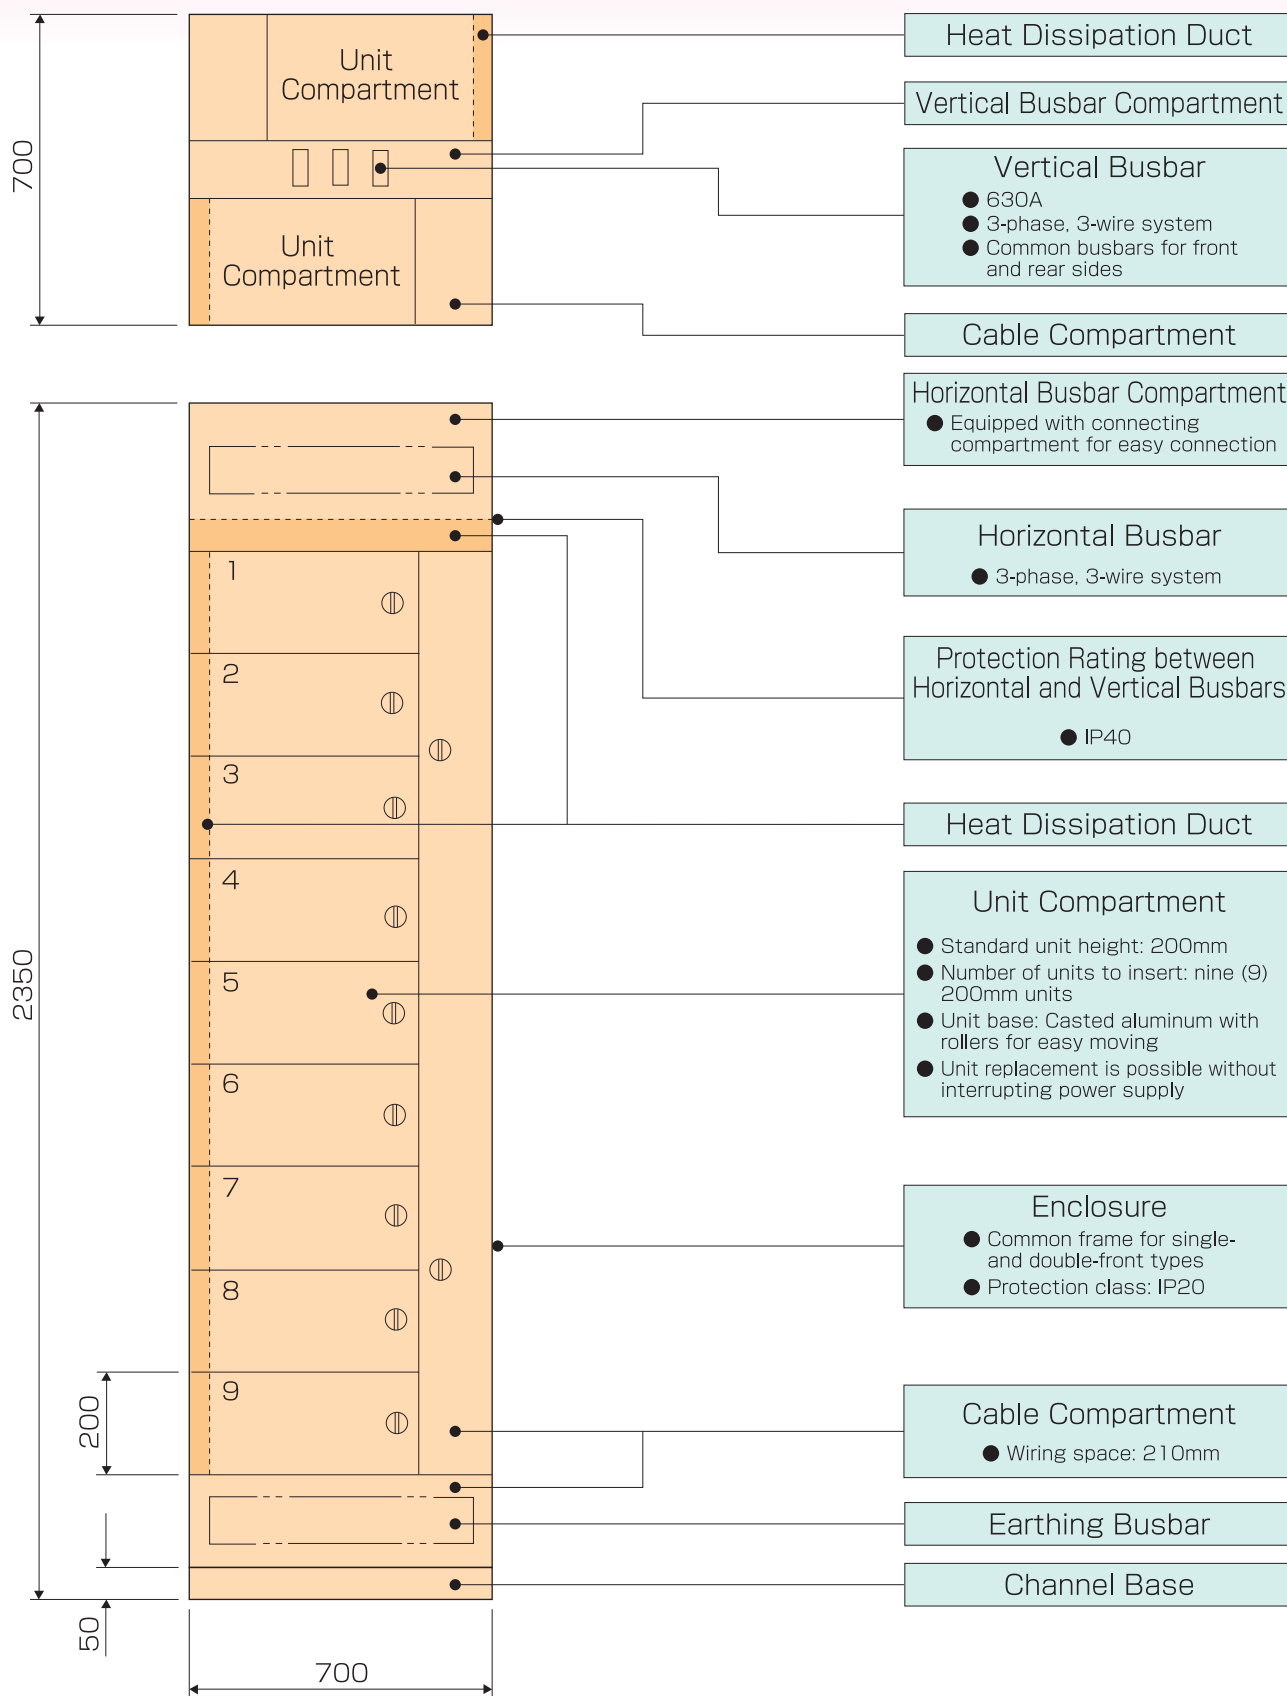 Unit
Compartment
700
Unit
Compartment
Heat Dissipation Duct
Vertical Busbar Compartment
Vertical Busbar
● 630A
● 3-phase, 3-wire system
● Common busbars for front
and rear sides
Cable Compartment
Horizontal Busbar Compartment
● Equipped with connecting
compartment for easy connection
Horizontal Busbar
● 3-phase, 3-wire system
Protection Rating between
Horizontal and Vertical Busbars
● IP40
Heat Dissipation Duct
Unit Compartment
● Standard unit height: 200mm
● Number of units to insert: nine (9)
200mm units
● Unit base: Casted aluminum with
rollers for easy moving
● Unit replacement is possible without
interrupting power supply
Enclosure
● Common frame for single-
and double-front types
● Protection class: IP20
Cable Compartment
● Wiring space: 210mm
Earthing Busbar
Channel Base
1
2
3
4
5
6
7
8
9
2350
200
50
700